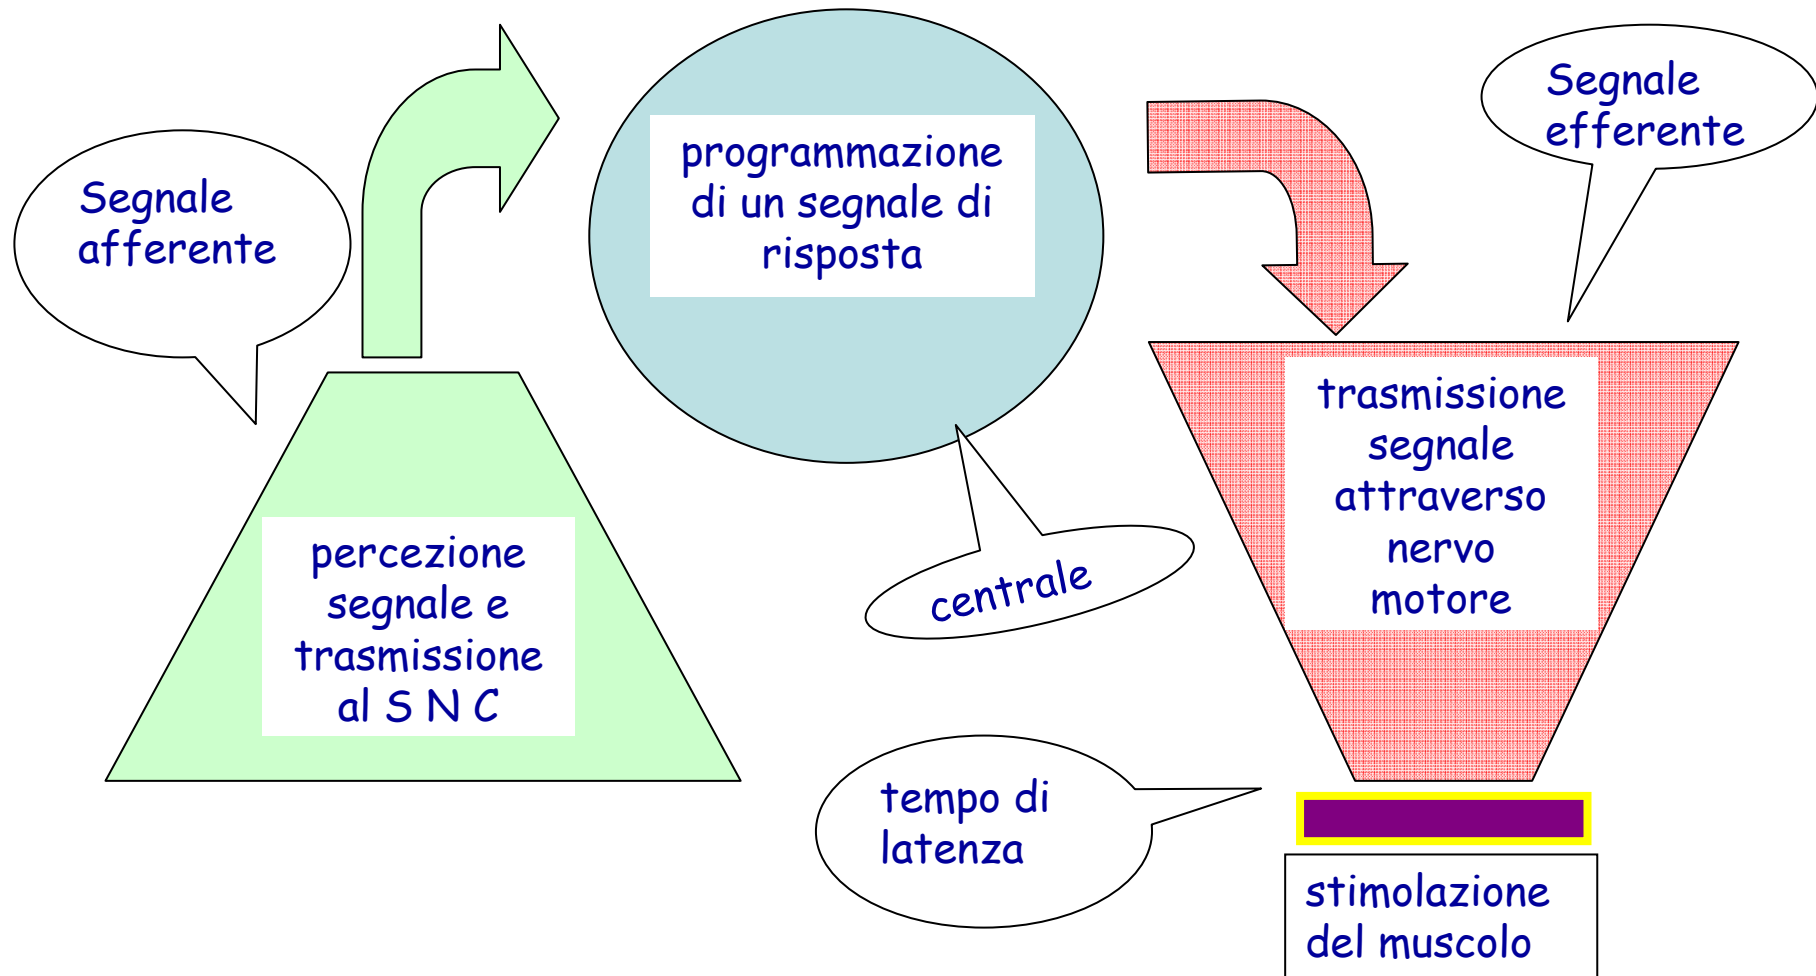 Segnale
afferente
percezione
segnale e
trasmissione
al S N C
programmazione
di un segnale di
risposta
centrale
Segnale
efferente
trasmissione
segnale
attraverso
nervo
motore
tempo di
latenza
stimolazione
del muscolo